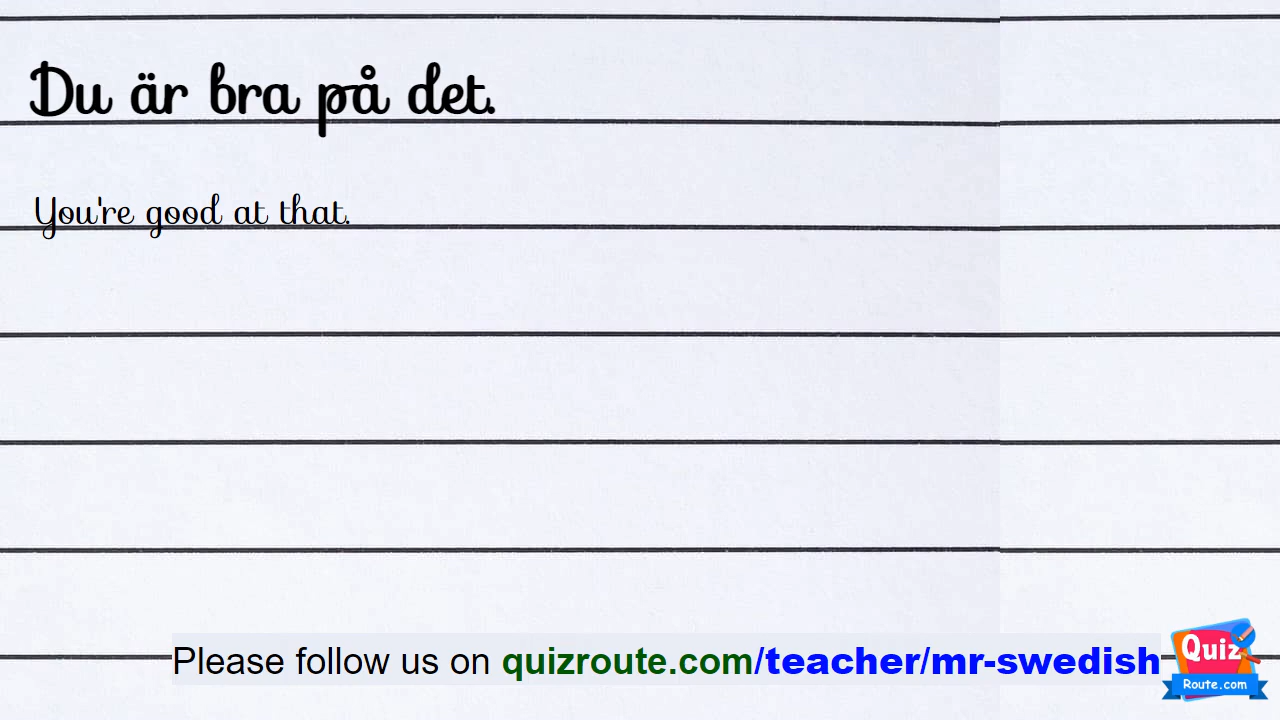 Du är bra på det.
You're good at that.
Please follow us on quizroute.com/teacher/mr-swedish
Quiz
Route.com